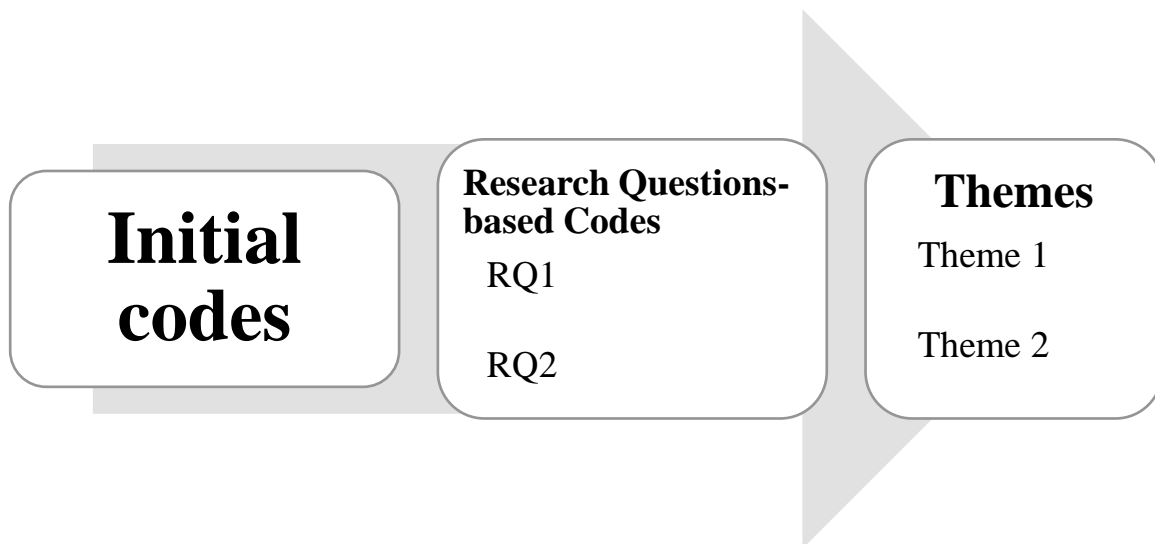 Initial
codes
Research Questions-
based Codes
RQ1
RQ2
Themes
Theme 1
Theme 2